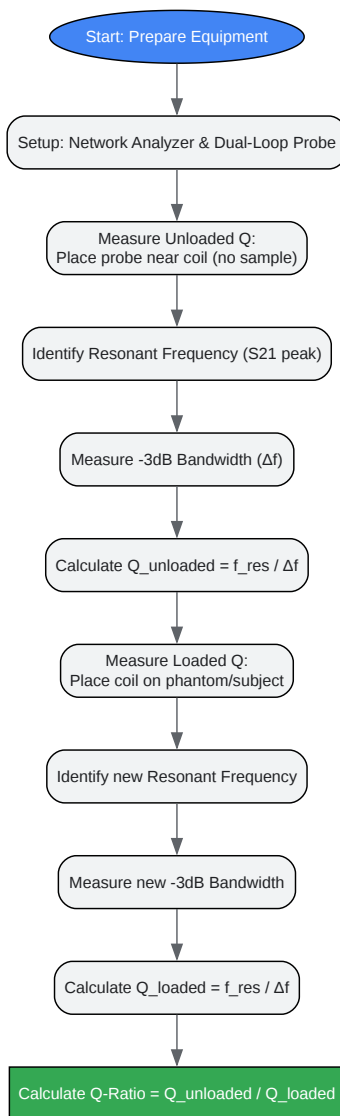 Start: Prepare Equipment
Setup: Network Analyzer & Dual-Loop Probe
Measure Unloaded Q:
Place probe near coil (no sample)
Identify Resonant Frequency (S21 peak)
Measure -3dB Bandwidth (Δf)
Calculate Q_unloaded = f_res / Δf
Measure Loaded Q:
Place coil on phantom/subject
Identify new Resonant Frequency
Measure new -3dB Bandwidth
Calculate Q_loaded = f_res / Δf
Calculate Q-Ratio = Q_unloaded / Q_loaded